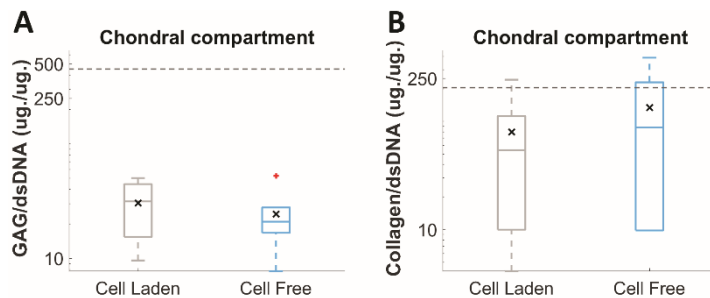 A
Chondral compartment
GAG/dsDNA (ug./ug.)
500
250
10
Cell Laden
Cell Free
B
Chondral compartment
Collagen/dsDNA (ug./ug.)
250
10
Cell Laden
Cell Free